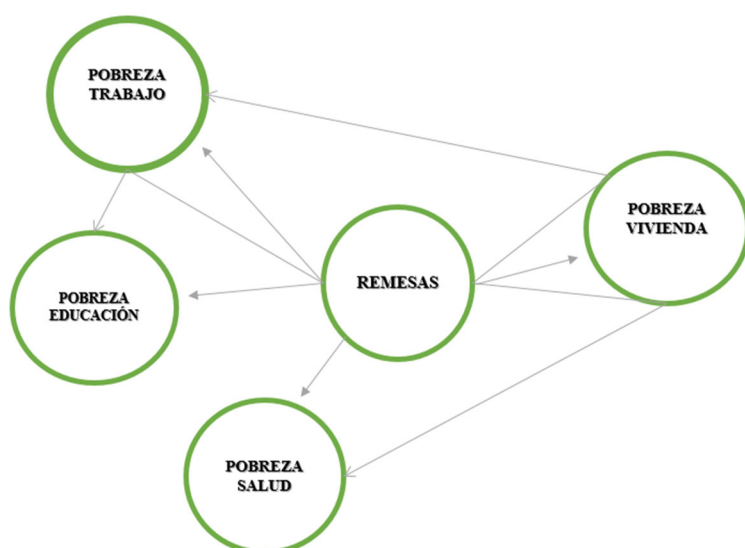 POBREZA
TRABAJO
POBREZA
VIVIENDA
REMESAS
POBREZA
EDUCACIÓN
POBREZA
SALUD